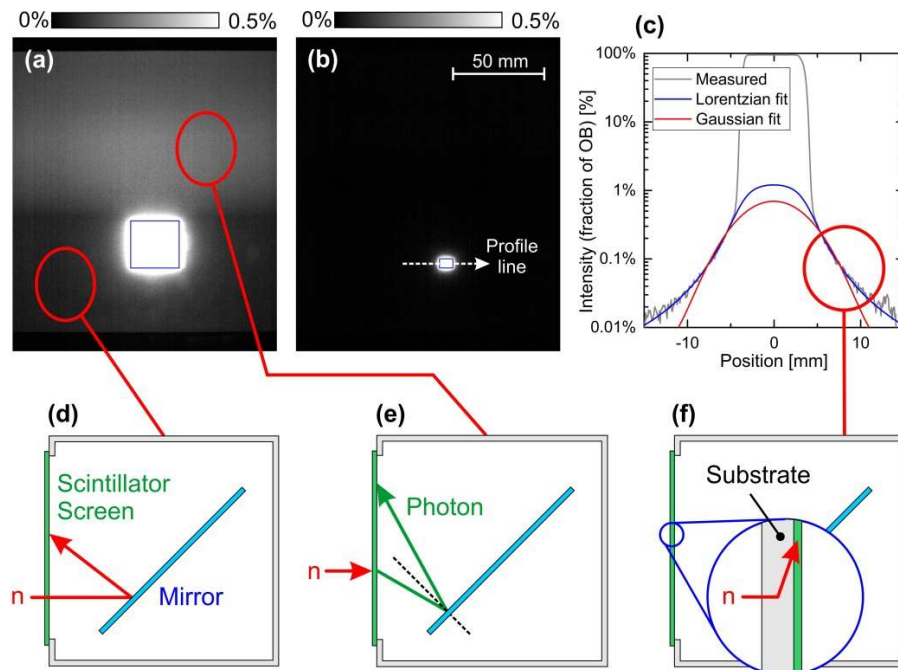 0%
0.5%
0%
0.5%
(a)
(b)
50 mm
Profile
line
(c)
100%
10%
1%
0.1%
0.01%
Intensity (fraction of OB) [%]
Measured
Lorentzian fit
Gaussian fit
-10
0
10
Position [mm]
(d)
Scintillator
Screen
n
Mirror
(e)
Photon
n
(f)
Substrate
n